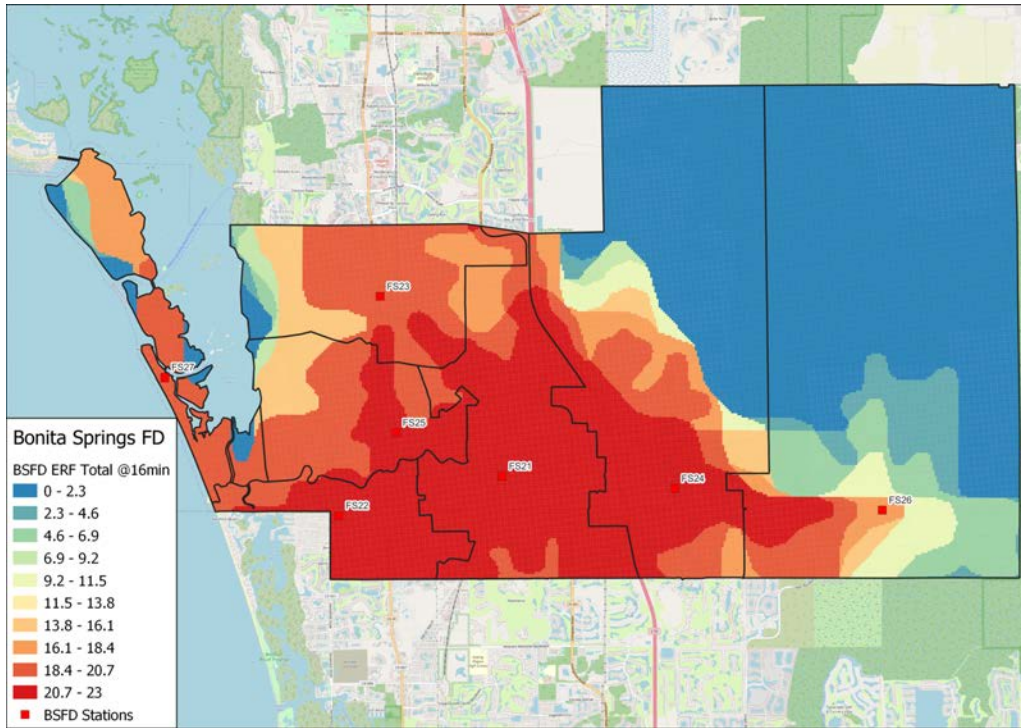 FS23
FS27
FS25
FS21
FS24
FS22
FS26
Bonita Springs FD
BSFD ERF Total @16min
0 - 2.3
2.3 - 4.6
4.6 - 6.9
6.9 - 9.2
9.2 - 11.5
11.5 - 13.8
13.8 - 16.1
16.1 - 18.4
18.4 - 20.7
20.7 - 23
BSFD Stations